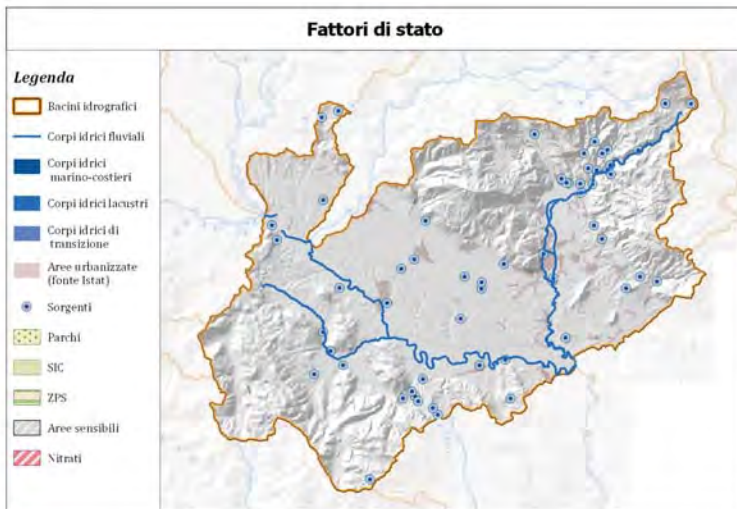 Fattori di stato
Legenda
Bacini idrografici
Corpi idrici fluviali
Corpi idrici
marino-costieri
Corpi idrici lacustri
Corpi idrici di
transizione
Aree urbanizzate
(fonte Istat)
Sorgenti
Parchi
SIC
ZPS
Aree sensibili
Nitrati